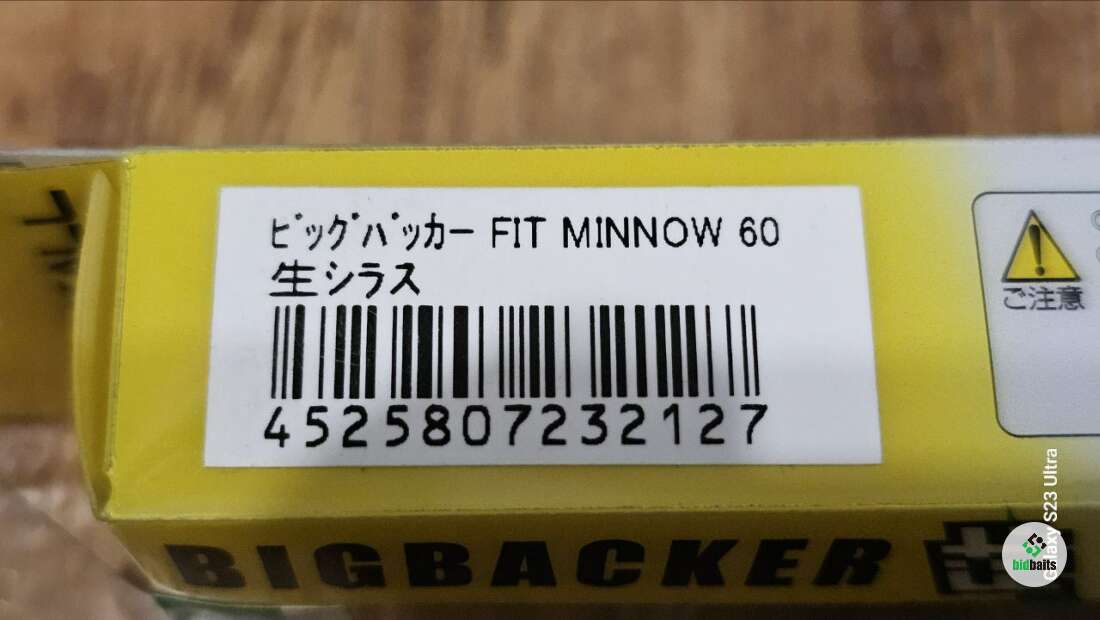 ﾋﾞｯｸﾞﾊﾞｯｶｰ FIT MINNOW 60
生シラス
4525807232127
ご注意
BIGBACKER
Galaxy S23 Ultra
bidbaits